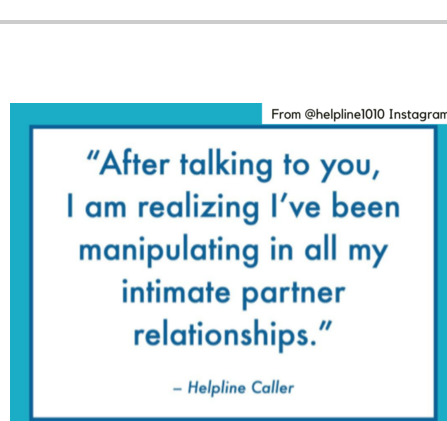 From @helpline1010 Instagram
“After talking to you,
I am realizing I’ve been
manipulating in all my
intimate partner
relationships.”
– Helpline Caller